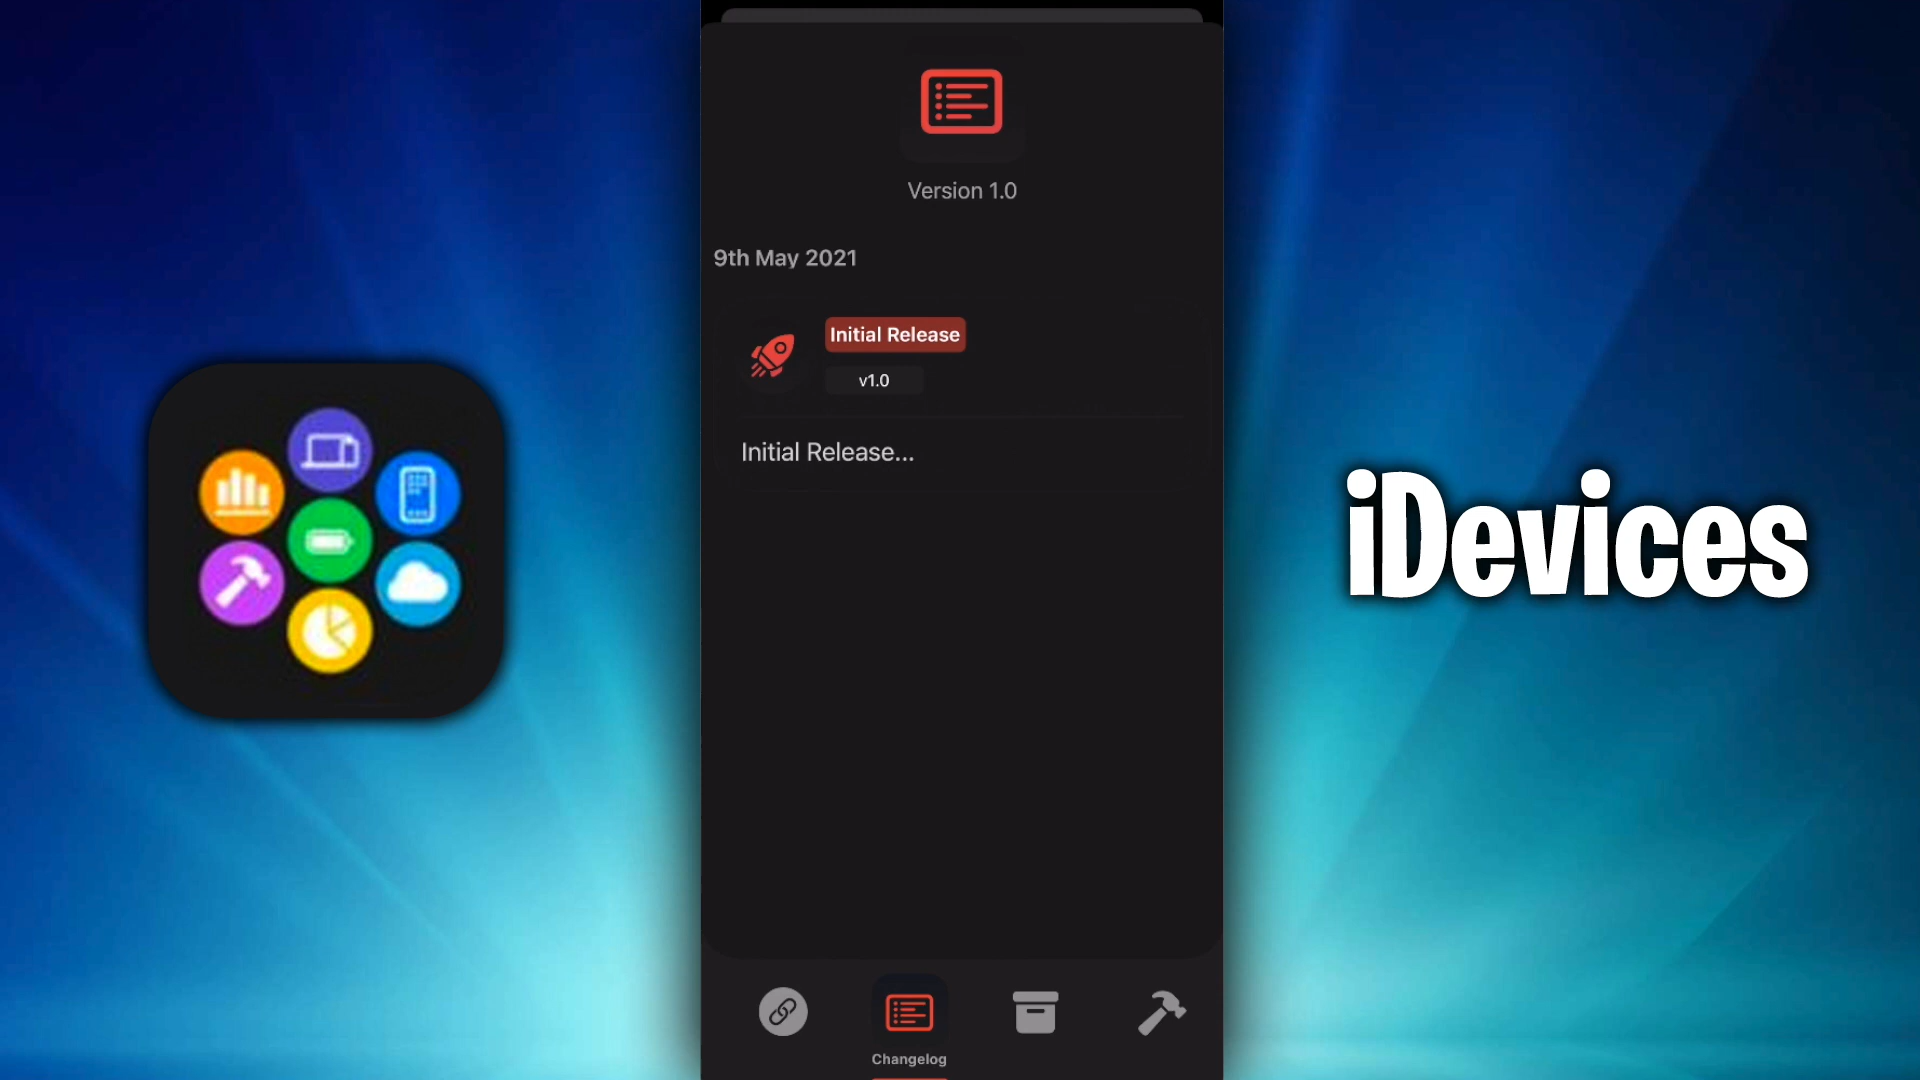 Version 1.0
9th May 2021
Initial Release
v1.0
Initial Release...
Changelog
iDevices